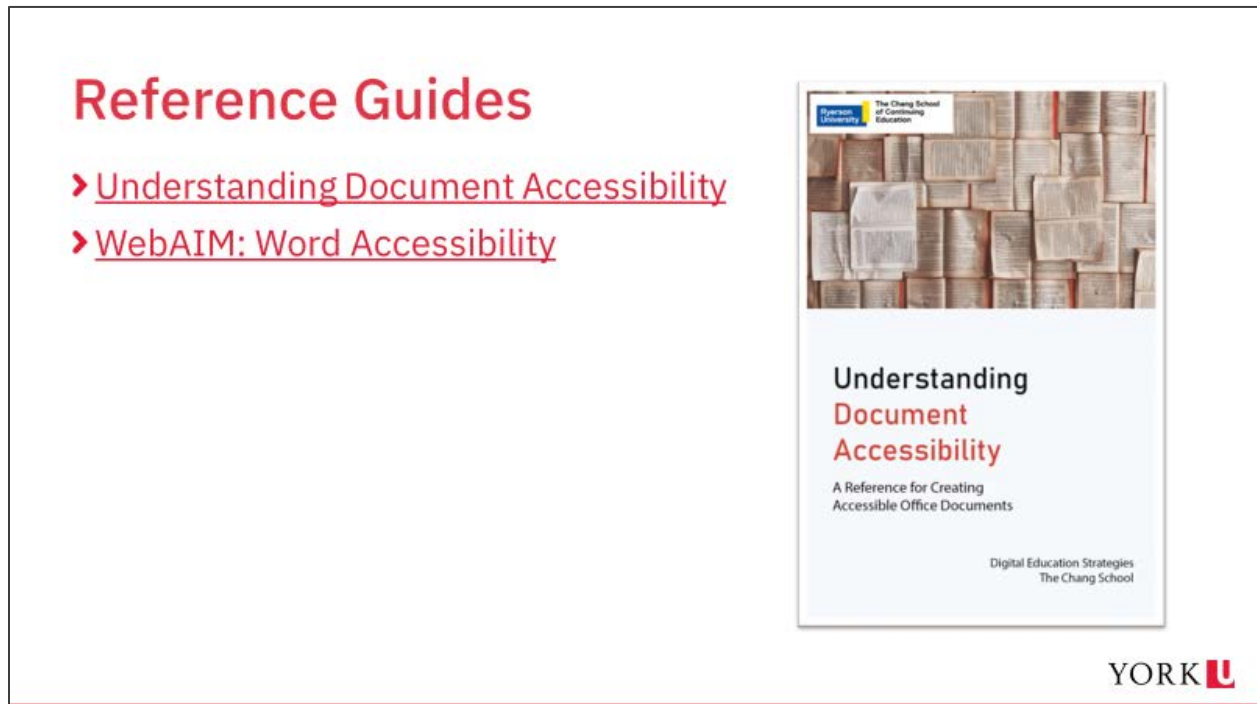 Reference Guides
Understanding Document Accessibility
WebAIM: Word Accessibility
Ryerson
University
The Chang School
of Continuing
Education
Understanding
Document
Accessibility
A Reference for Creating
Accessible Office Documents
Digital Education Strategies
The Chang School
YORK U